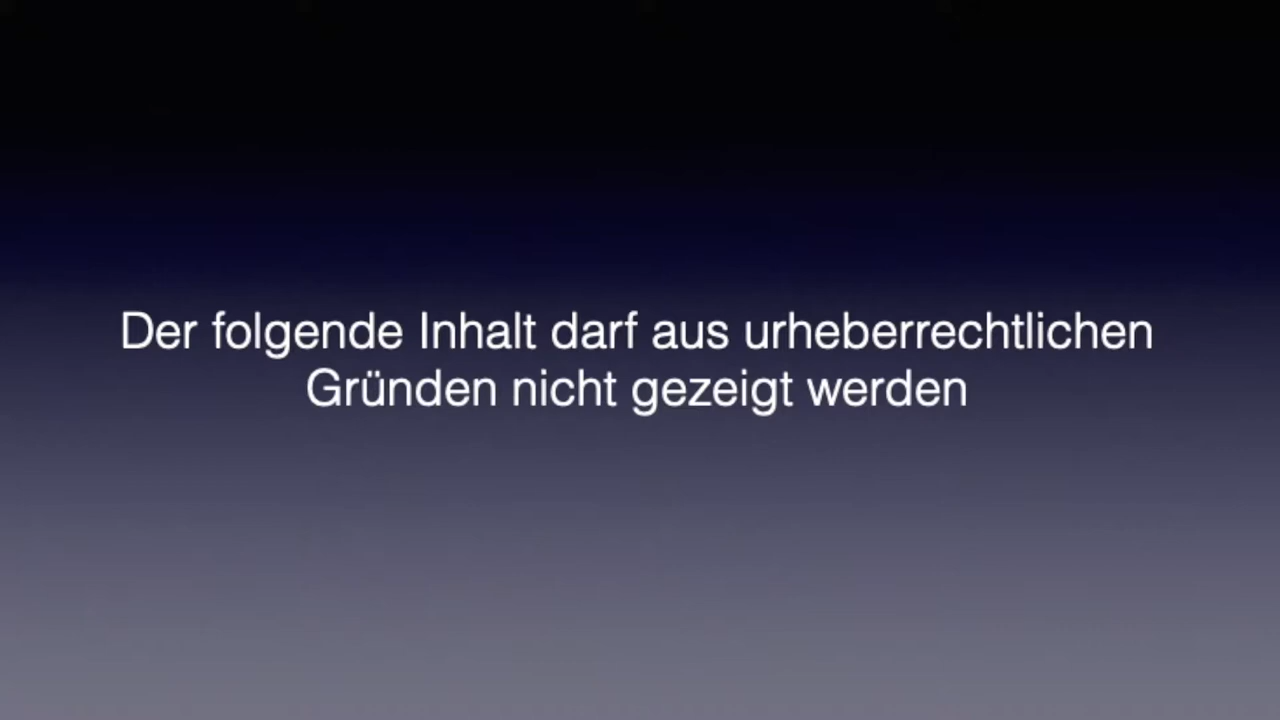 Der folgende Inhalt darf aus urheberrechtlichen
Gründen nicht gezeigt werden